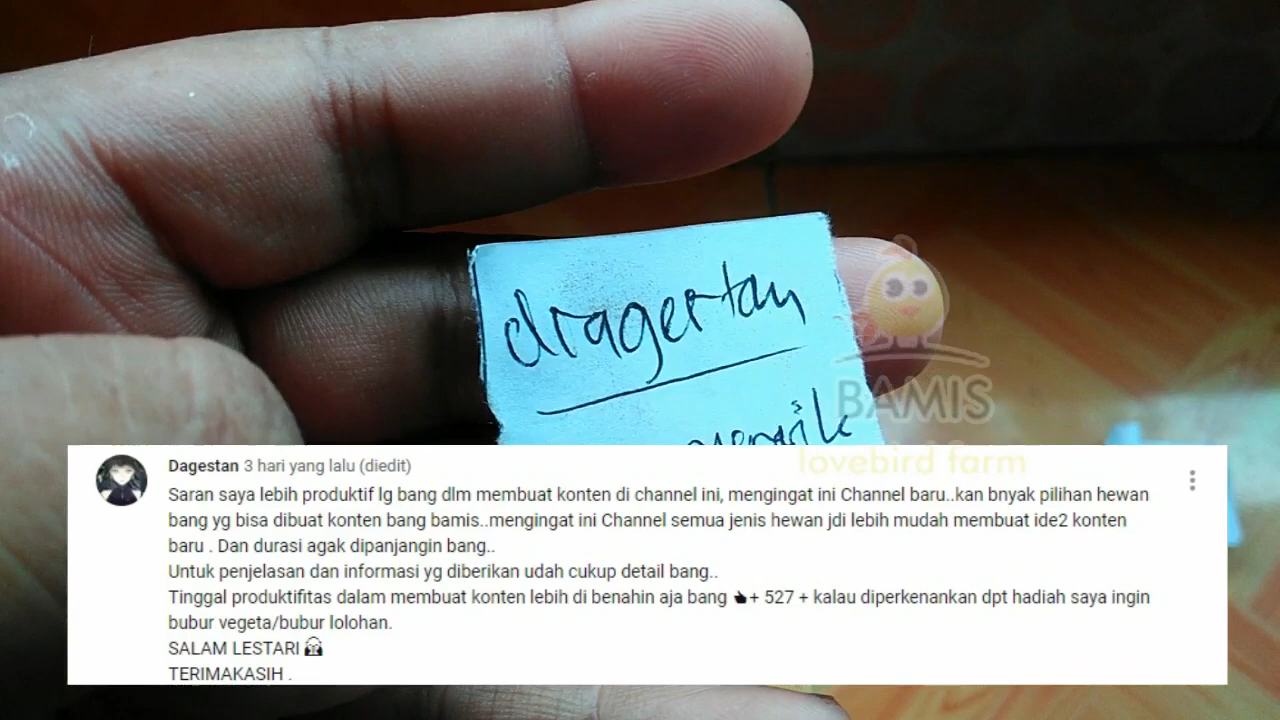 dragertan
BAMIS
lovebird farm
Dagestan 3 hari yang lalu (diedit)
Saran saya lebih produktif lg bang dlm membuat konten di channel ini, mengingat ini Channel baru..kan bnyak pilihan hewan
bang yg bisa dibuat konten bang bamis..mengingat ini Channel semua jenis hewan jdi lebih mudah membuat ide2 konten
baru . Dan durasi agak dipanjangin bang..
Untuk penjelasan dan informasi yg diberikan udah cukup detail bang..
Tinggal produktifitas dalam membuat konten lebih di benahin aja bang + 527 + kalau diperkenankan dpt hadiah saya ingin
bubur vegeta/bubur lolohan.
SALAM LESTARI
TERIMAKASIH .